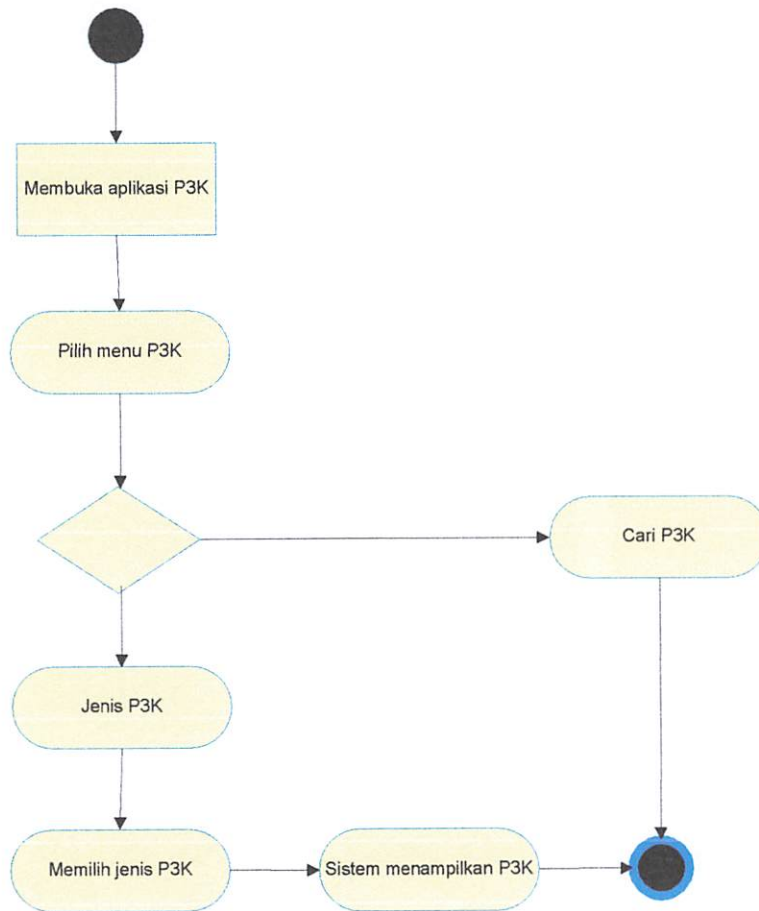 Membuka aplikasi P3K
Pilih menu P3K
Cari P3K
Jenis P3K
Memilih jenis P3K
Sistem menampilkan P3K